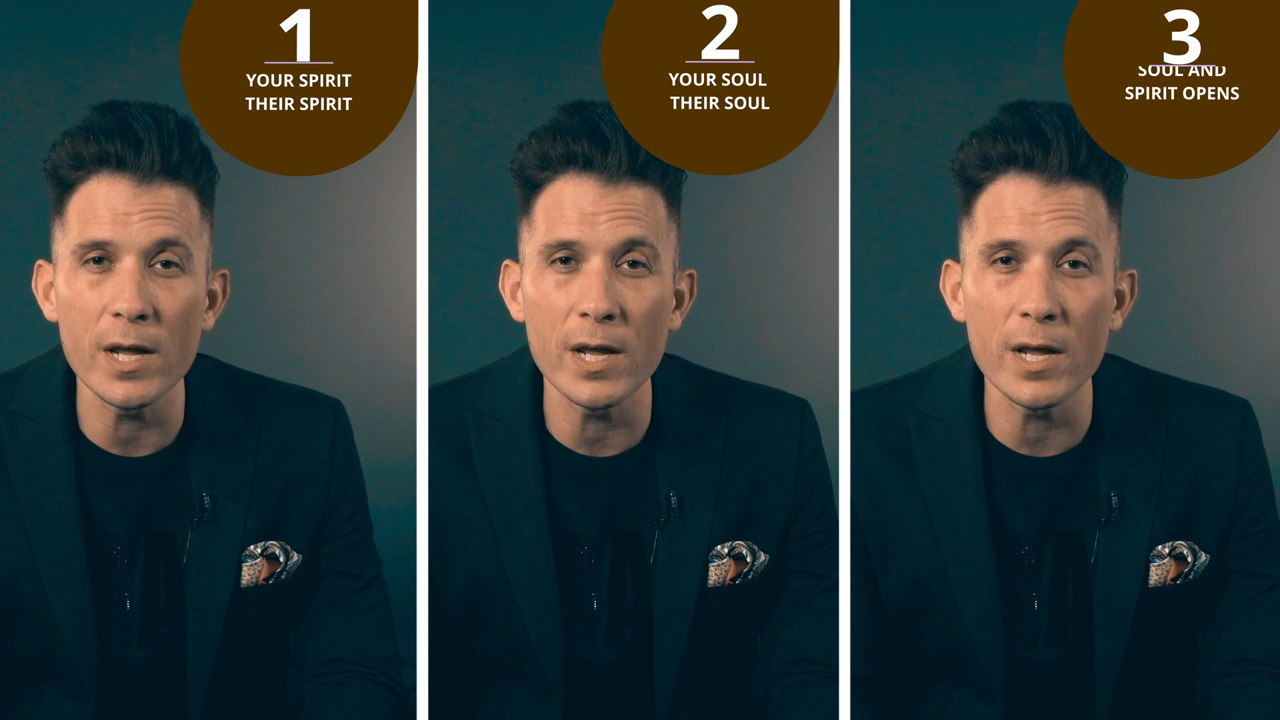 1
YOUR SPIRIT
THEIR SPIRIT
2
YOUR SOUL
THEIR SOUL
3
SOUL AND
SPIRIT OPENS